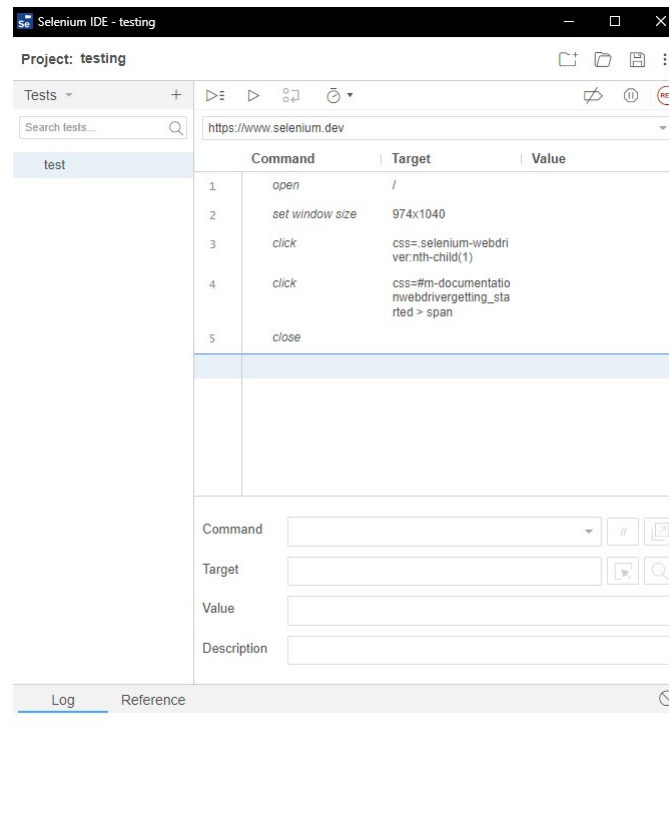 Se Selenium IDE - testing
Project: testing
Tests
Search tests...
https://www.selenium.dev
test
Command Target Value
1 open /
2 set window size 974x1040
3 click css=.selenium-webdri
ver:nth-child(1)
4 click css=#m-documentatio
nwebdrivergetting_sta
rted > span
5 close
Command //
Target
Value
Description
Log Reference